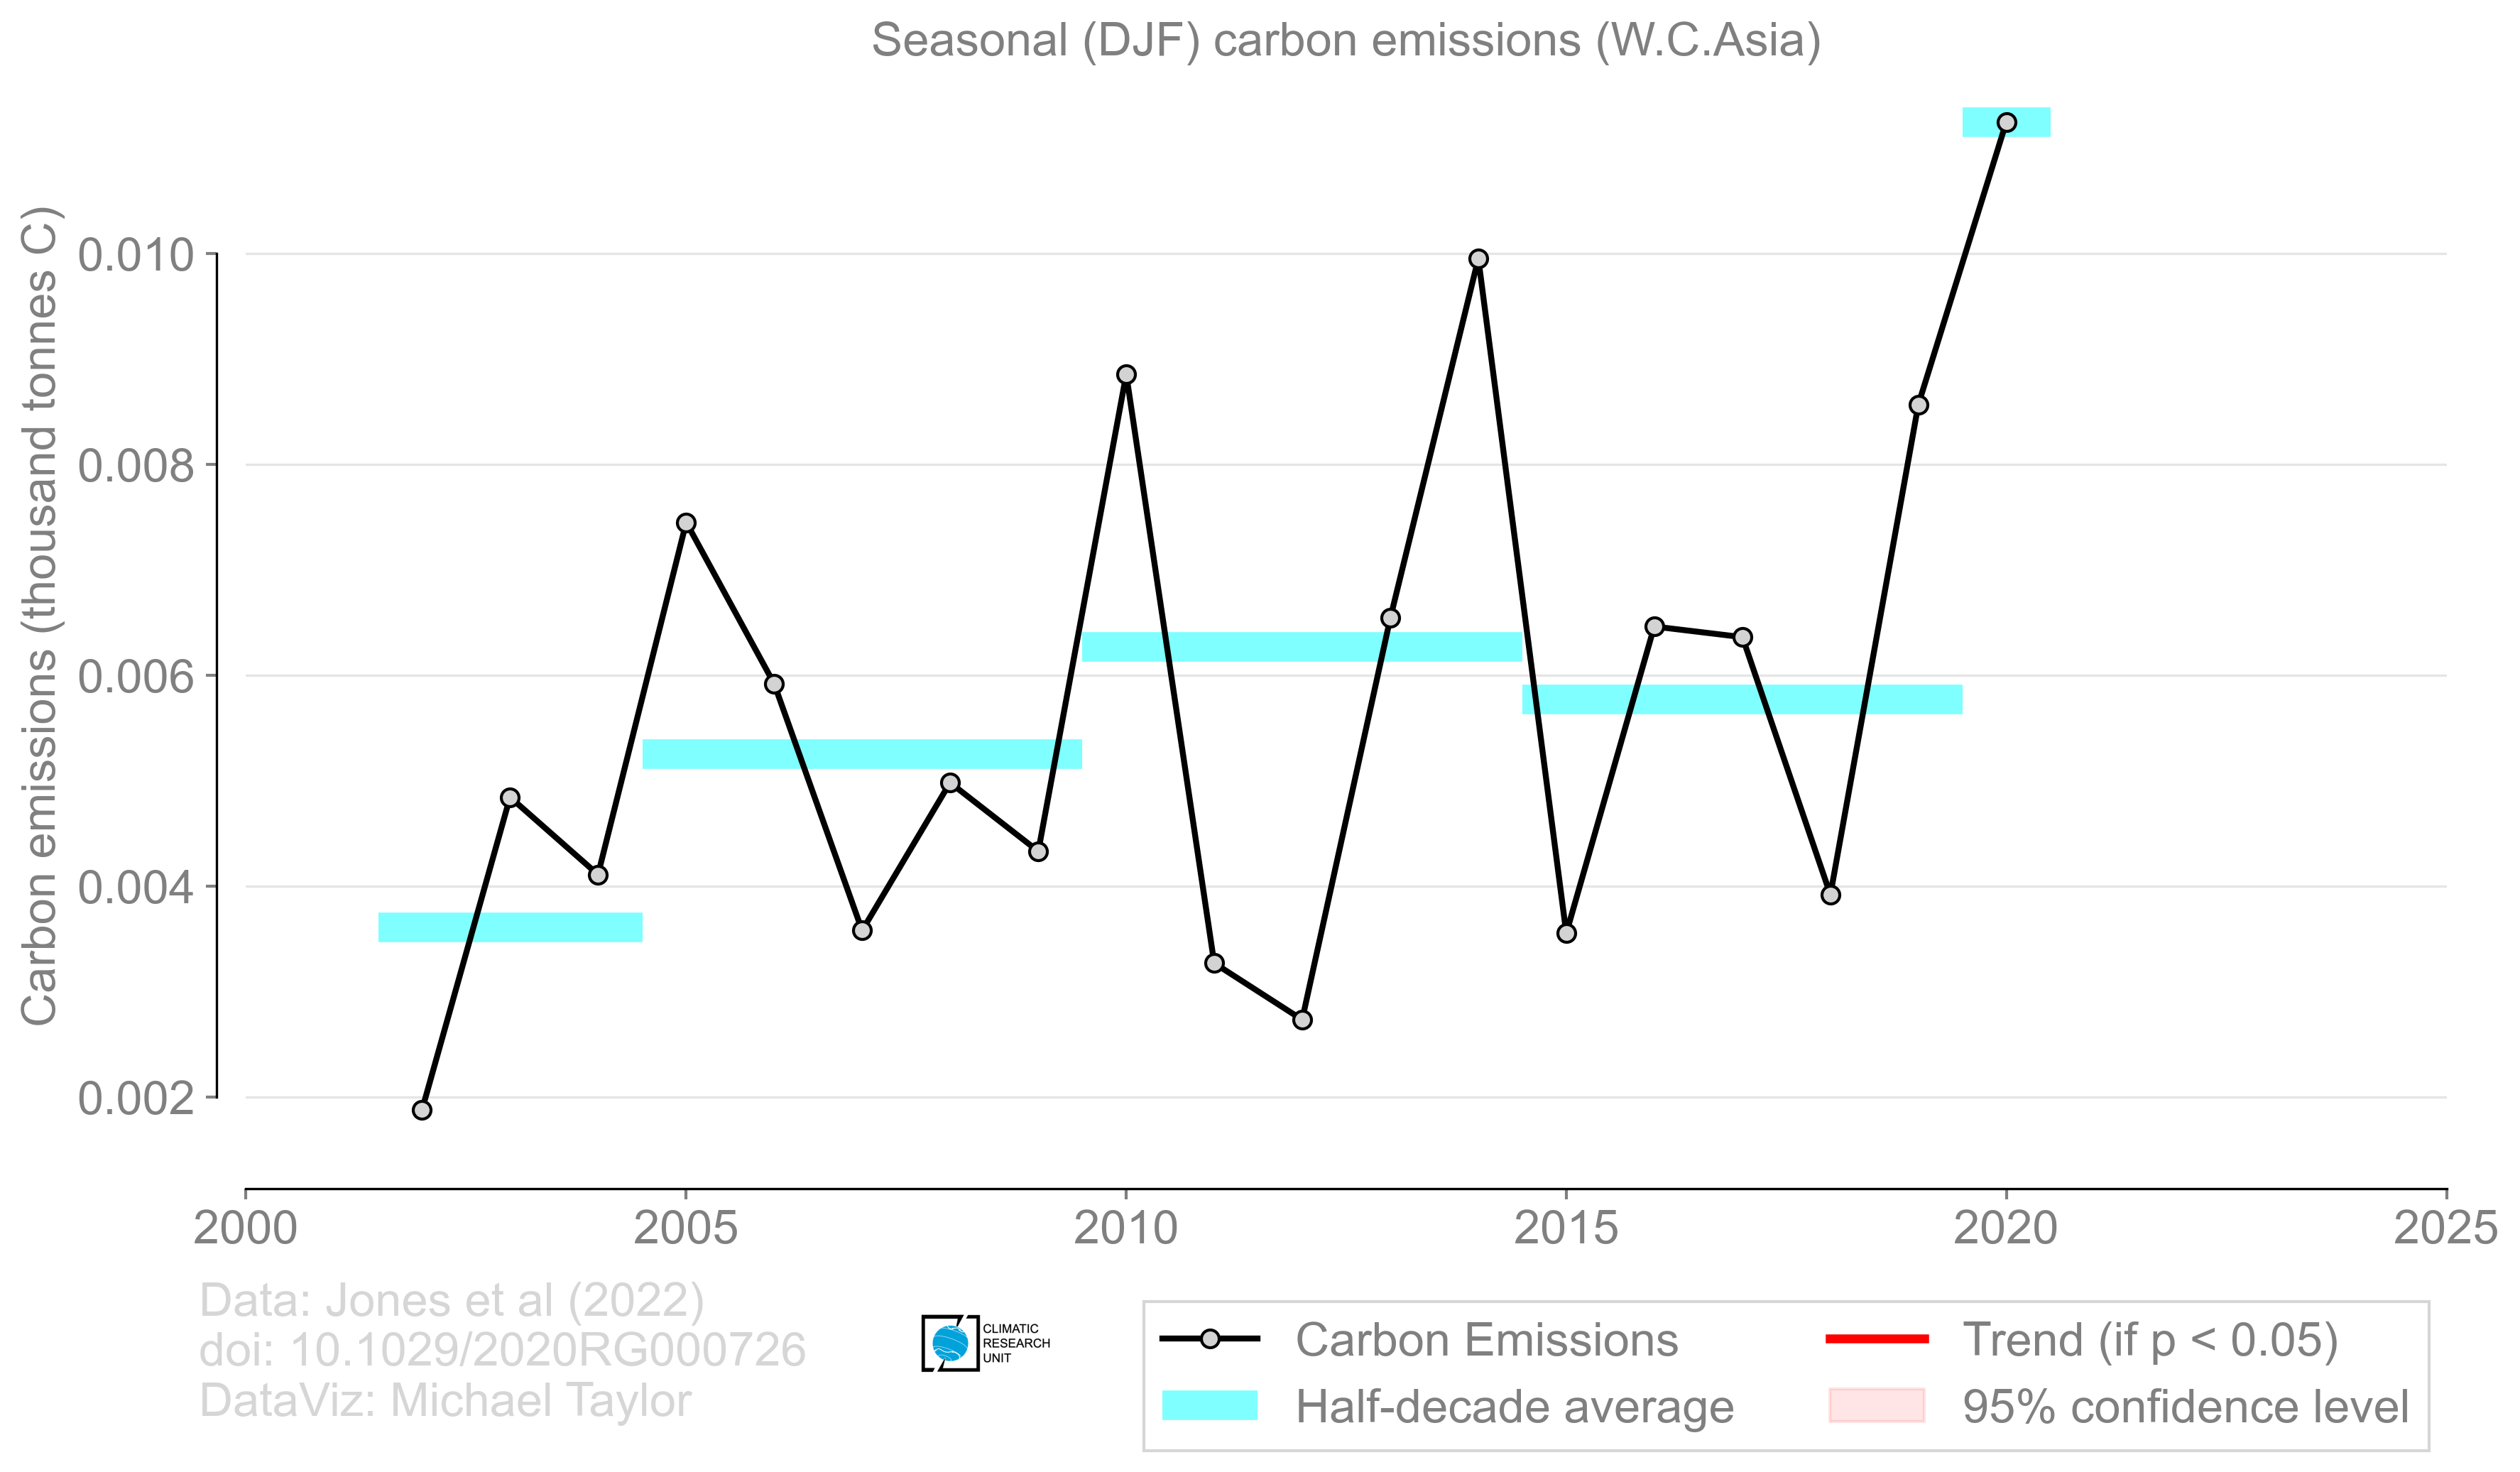 Seasonal (DJF) carbon emissions (W.C.Asia)
Carbon emissions (thousand tonnes C)
0.010
0.008
0.006
0.004
0.002
2000 2005 2010 2015 2020 2025
Data: Jones et al (2022)
doi: 10.1029/2020RG000726
DataViz: Michael Taylor
CLIMATIC
RESEARCH
UNIT
Carbon Emissions
Half-decade average
Trend (if p < 0.05)
95% confidence level